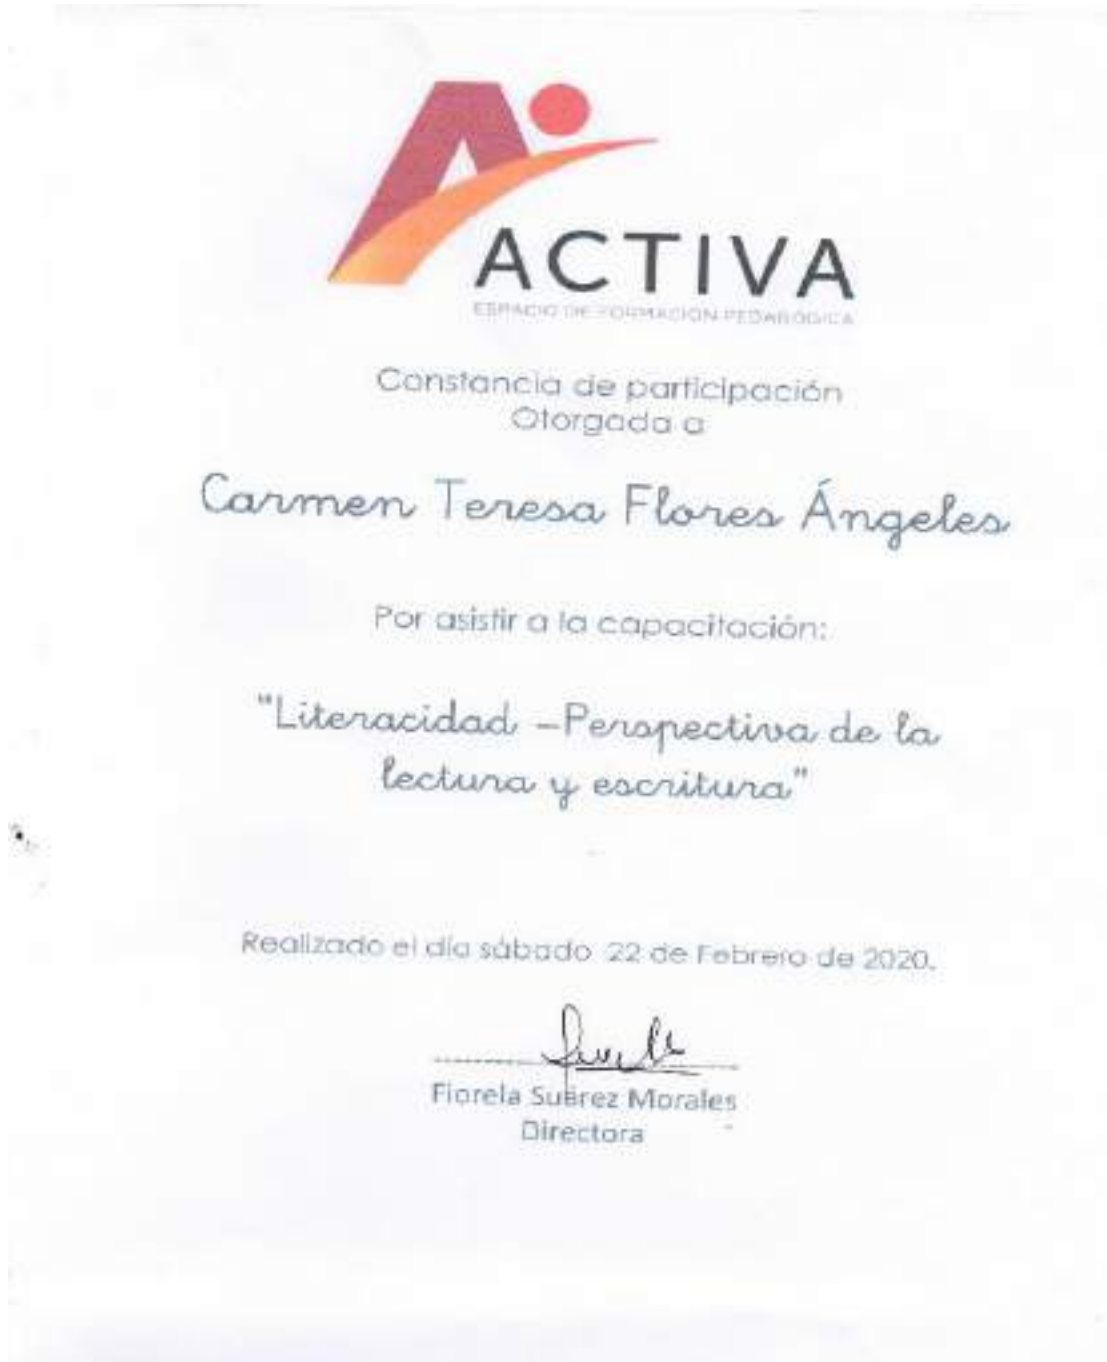 ACTIVA
ESPACIO DE FORMACIÓN PEDAGÓGICA
Constancia de participación
Otorgada a
Carmen Teresa Flores Ángeles
Por asistir a la capacitación:
"Literacidad –Perspectiva de la
lectura y escritura"
Realizado el día sábado 22 de Febrero de 2020.
Fiorela Suárez Morales
Directora